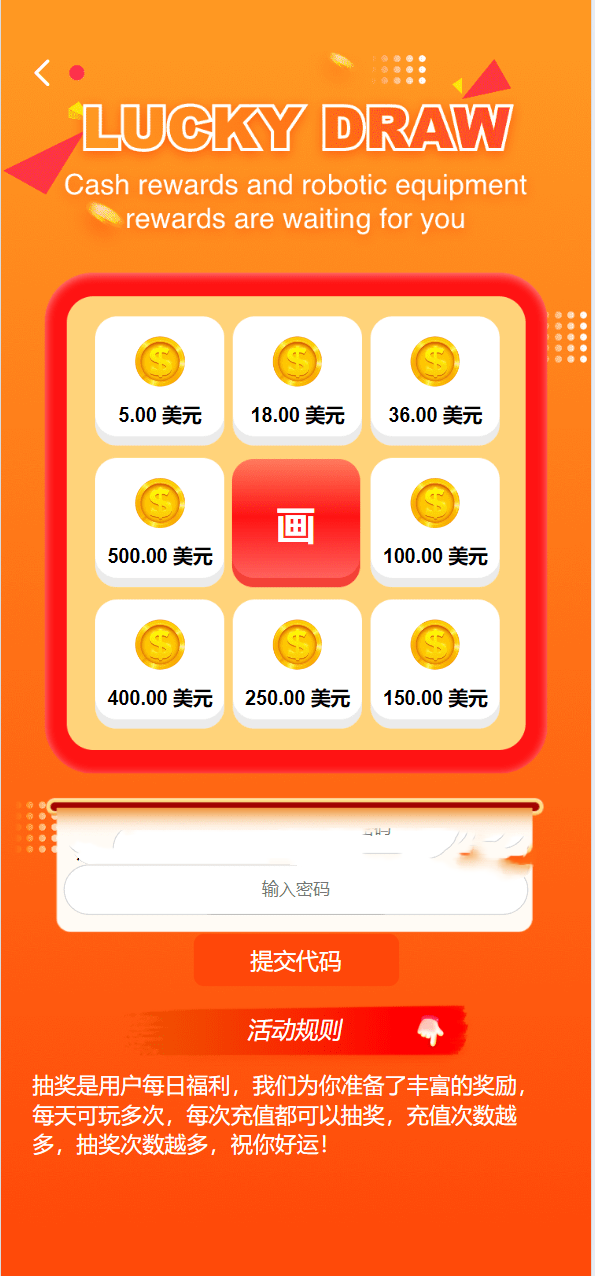 LUCKY DRAW
Cash rewards and robotic equipment
rewards are waiting for you
5.00 美元
18.00 美元
36.00 美元
500.00 美元
画
100.00 美元
400.00 美元
250.00 美元
150.00 美元
输入密码
提交代码
活动规则
抽奖是用户每日福利，我们为你准备了丰富的奖励，
每天可玩多次，每次充值都可以抽奖，充值次数越
多，抽奖次数越多，祝你好运！